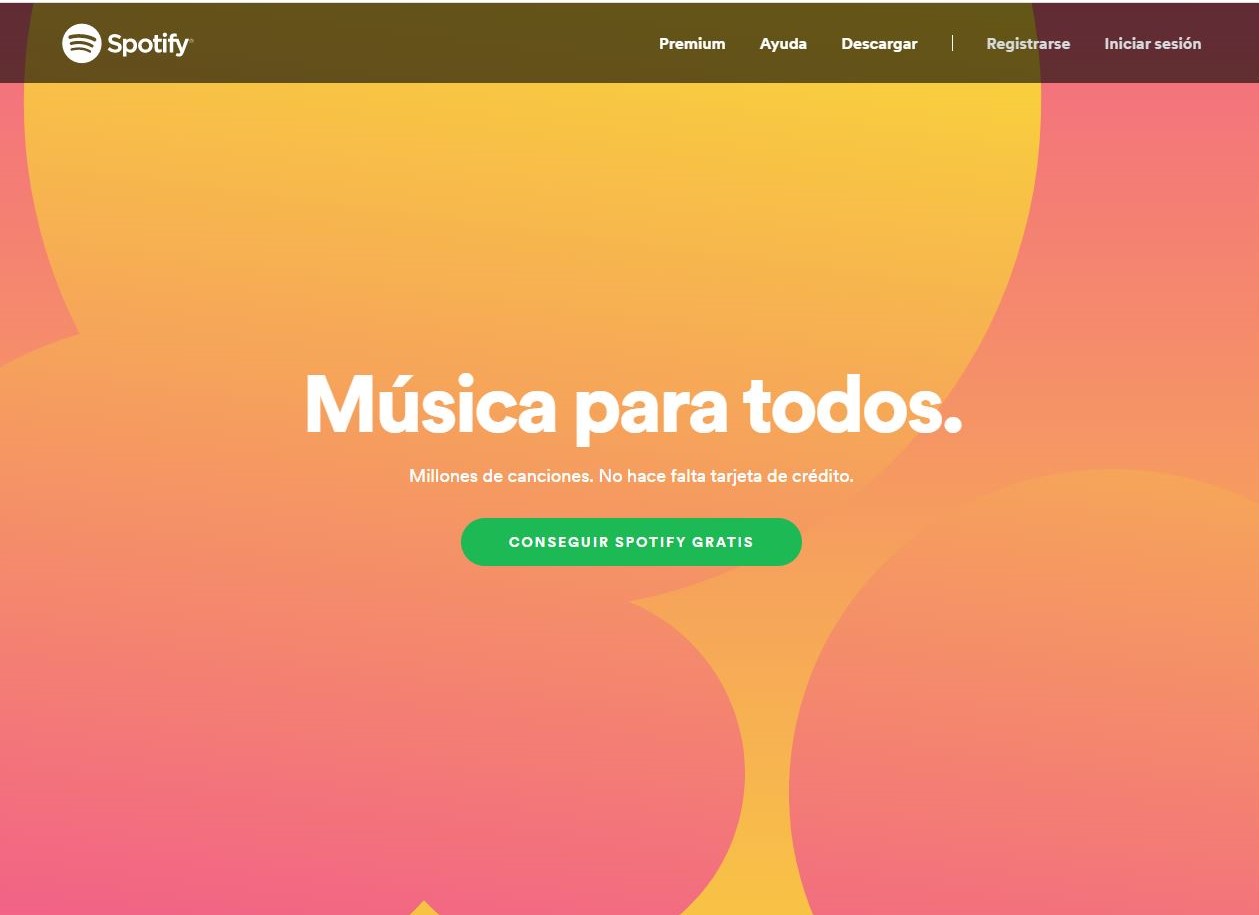 Spotify
Premium Ayuda Descargar Registrarse Iniciar sesión
Música para todos.
Millones de canciones. No hace falta tarjeta de crédito.
CONSEGUIR SPOTIFY GRATIS